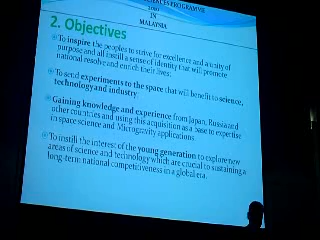 SCIENCES PROGRAMME
2007
IN
MALAYSIA
2. Objectives
To inspire the peoples to strive for excellence and a unity of
purpose and all instill a sense of identity that will promote
national resolve and enrich their lives;
To send experiments to the space that will benefit to science,
technology and industry
Gaining knowledge and experience from Japan, Russia and
other countries and using this acquisition as a base to expertise
in space science and Microgravity applications
To instill the interest of the young generation to explore new
areas of science and technology which are crucial to sustaining a
long-term national competitiveness in a global era.